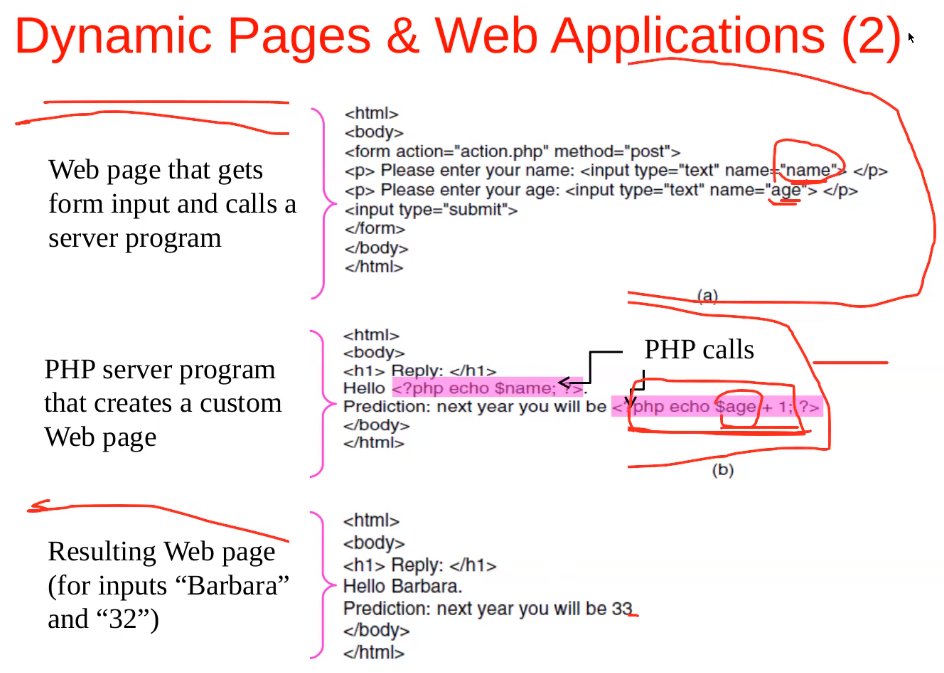 Dynamic Pages & Web Applications (2)
Web page that gets
form input and calls a
server program
<html>
<body>
<form action="action.php" method="post">
<p> Please enter your name: <input type="text" name="name"> </p>
<p> Please enter your age: <input type="text" name="age"> </p>
<input type="submit">
</form>
</body>
</html>
(a)
PHP server program
that creates a custom
Web page
PHP calls
<html>
<body>
<h1> Reply: </h1>
Hello <?php echo $name; ?>.
Prediction: next year you will be <?php echo $age + 1; ?>
</body>
</html>
(b)
Resulting Web page
(for inputs “Barbara”
and “32”)
<html>
<body>
<h1> Reply: </h1>
Hello Barbara.
Prediction: next year you will be 33
</body>
</html>